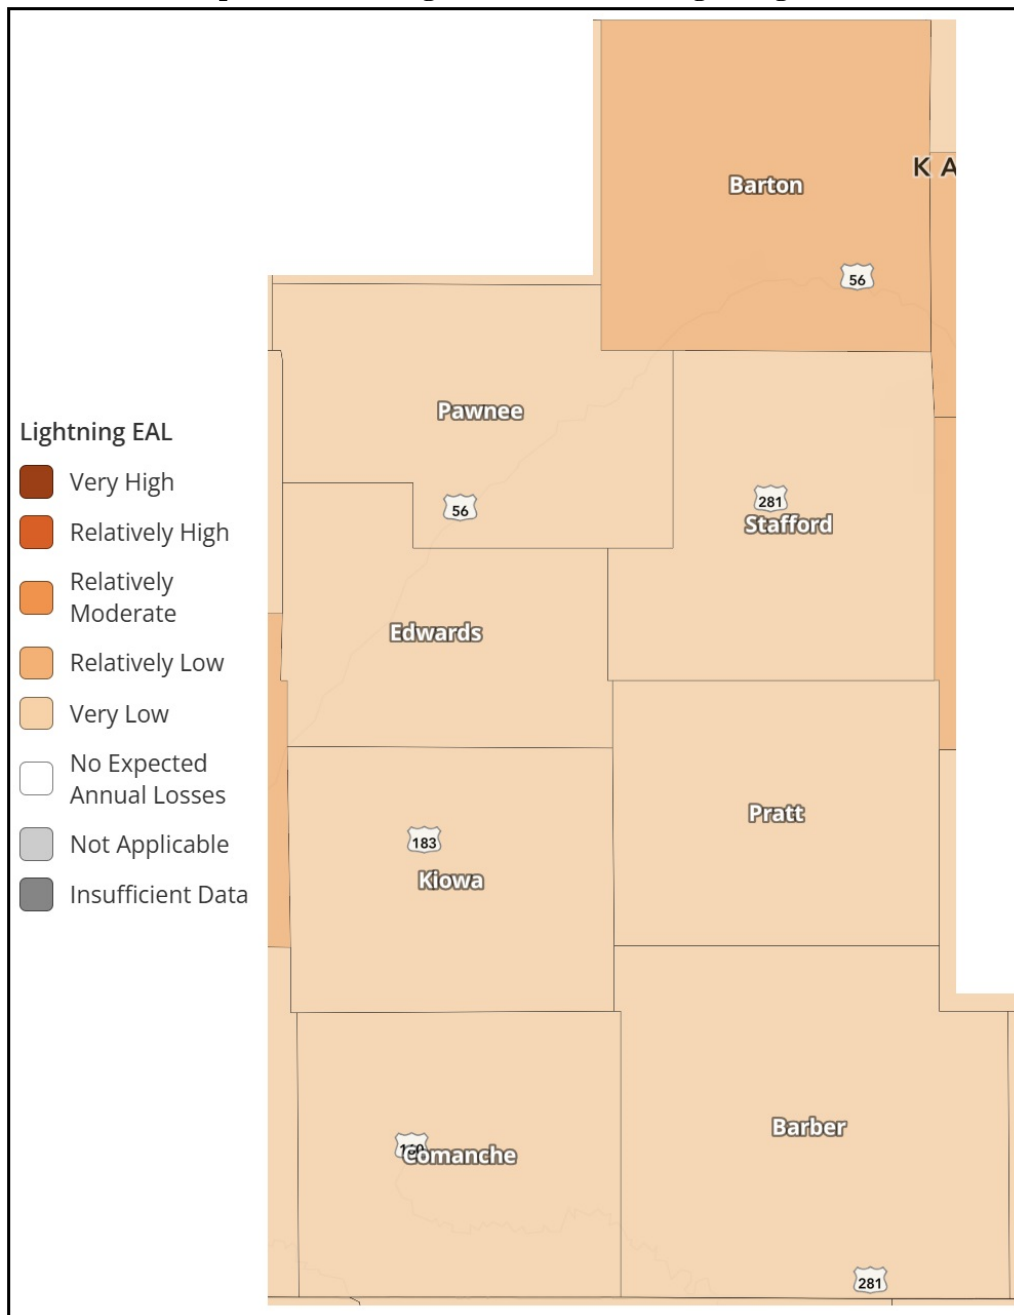 K A
Barton
56
Pawnee
Lightning EAL
Very High
281
56
Stafford
Relatively High
Relatively
Moderate
Edwards
Relatively Low
Very Low
No Expected
Annual Losses
Pratt
183
Not Applicable
Kiowa
Insufficient Data
Barber
Comanche
281